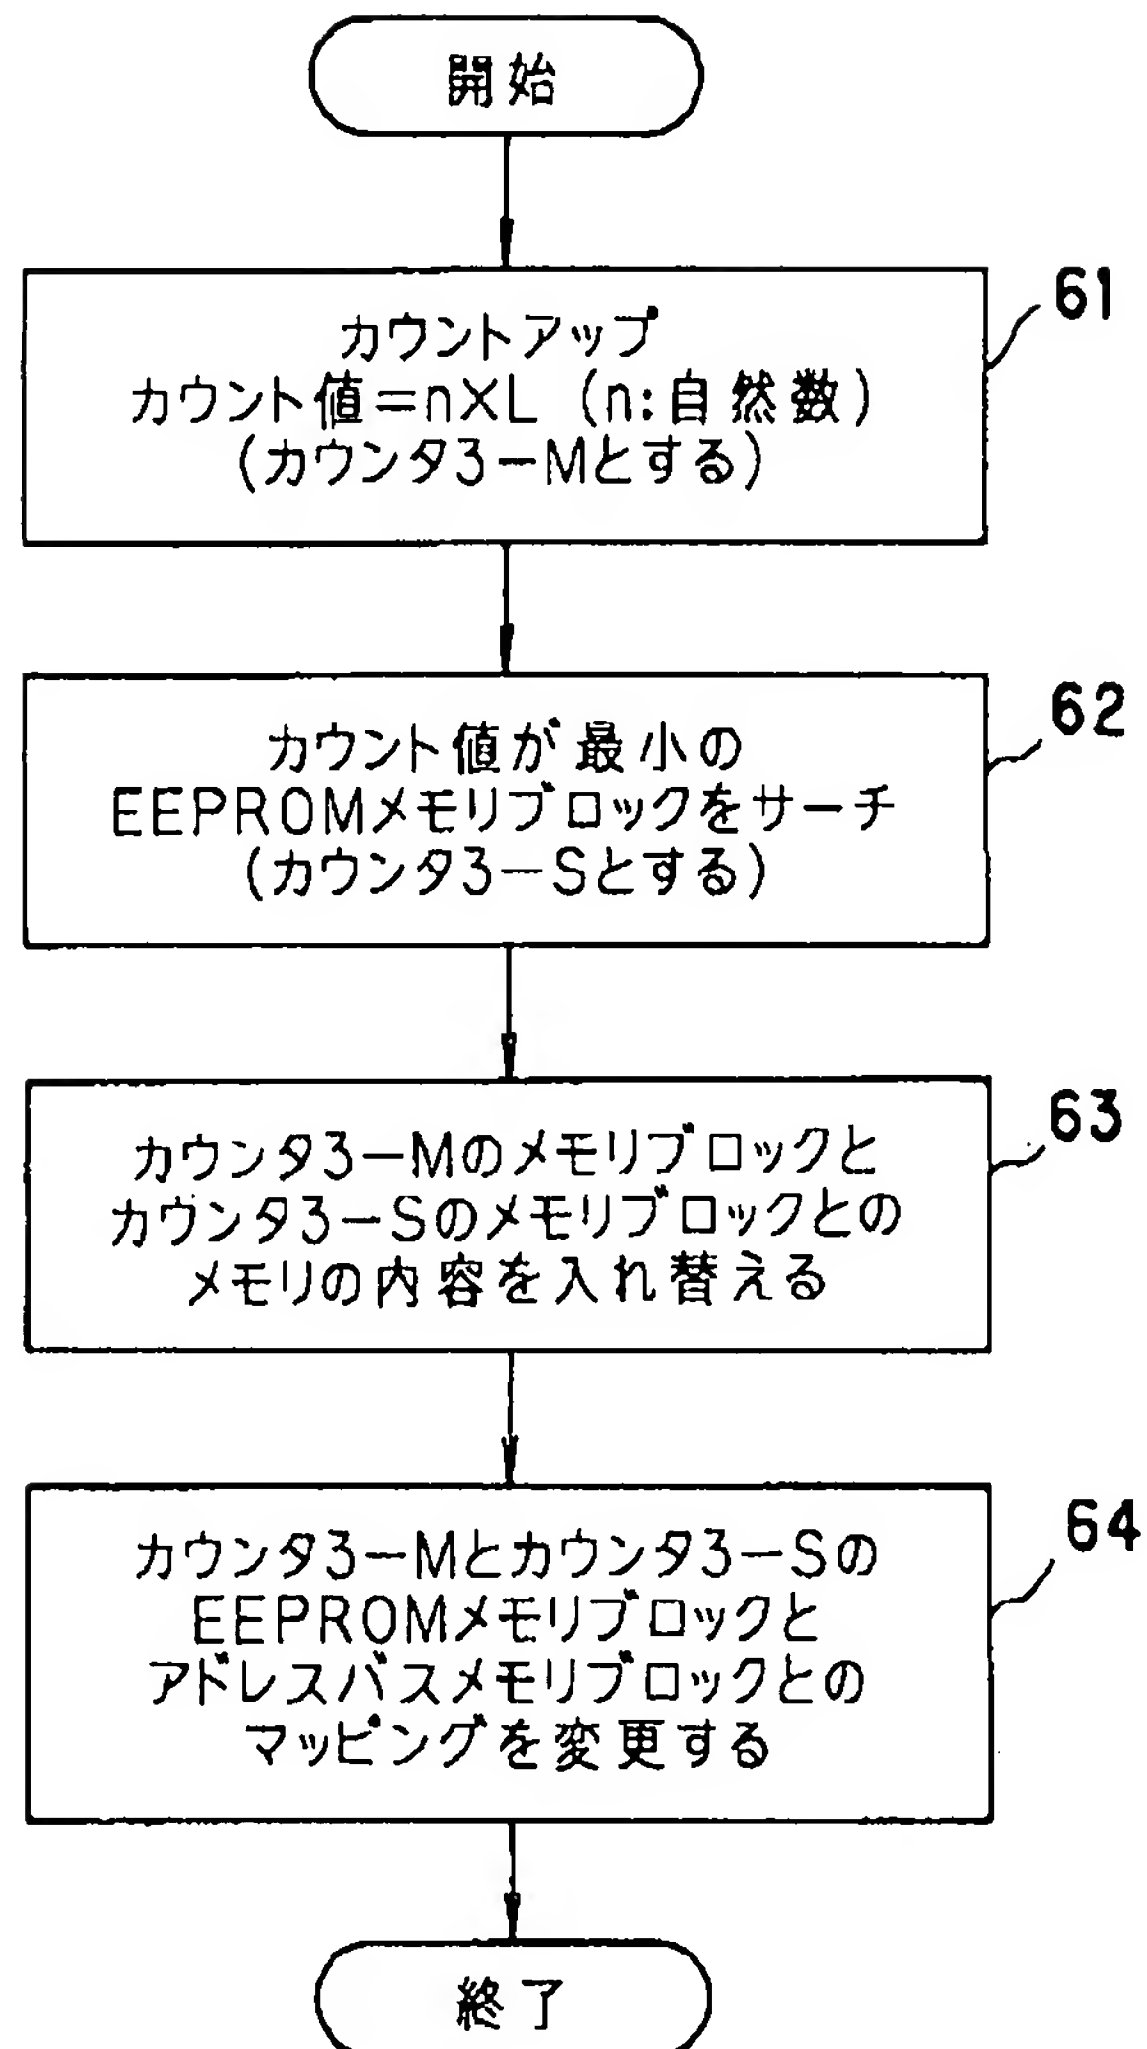 開始
61
カウントアップ
カウント値=n×L (n:自然数)
(カウンタ3-Mとする)
62
カウント値が最小の
EEPROMメモリブロックをサーチ
(カウンタ3-Sとする)
63
カウンタ3-Mのメモリブロックと
カウンタ3-Sのメモリブロックとの
メモリの内容を入れ替える
64
カウンタ3-Mとカウンタ3-Sの
EEPROMメモリブロックと
アドレスバスメモリブロックとの
マッピングを変更する
終了